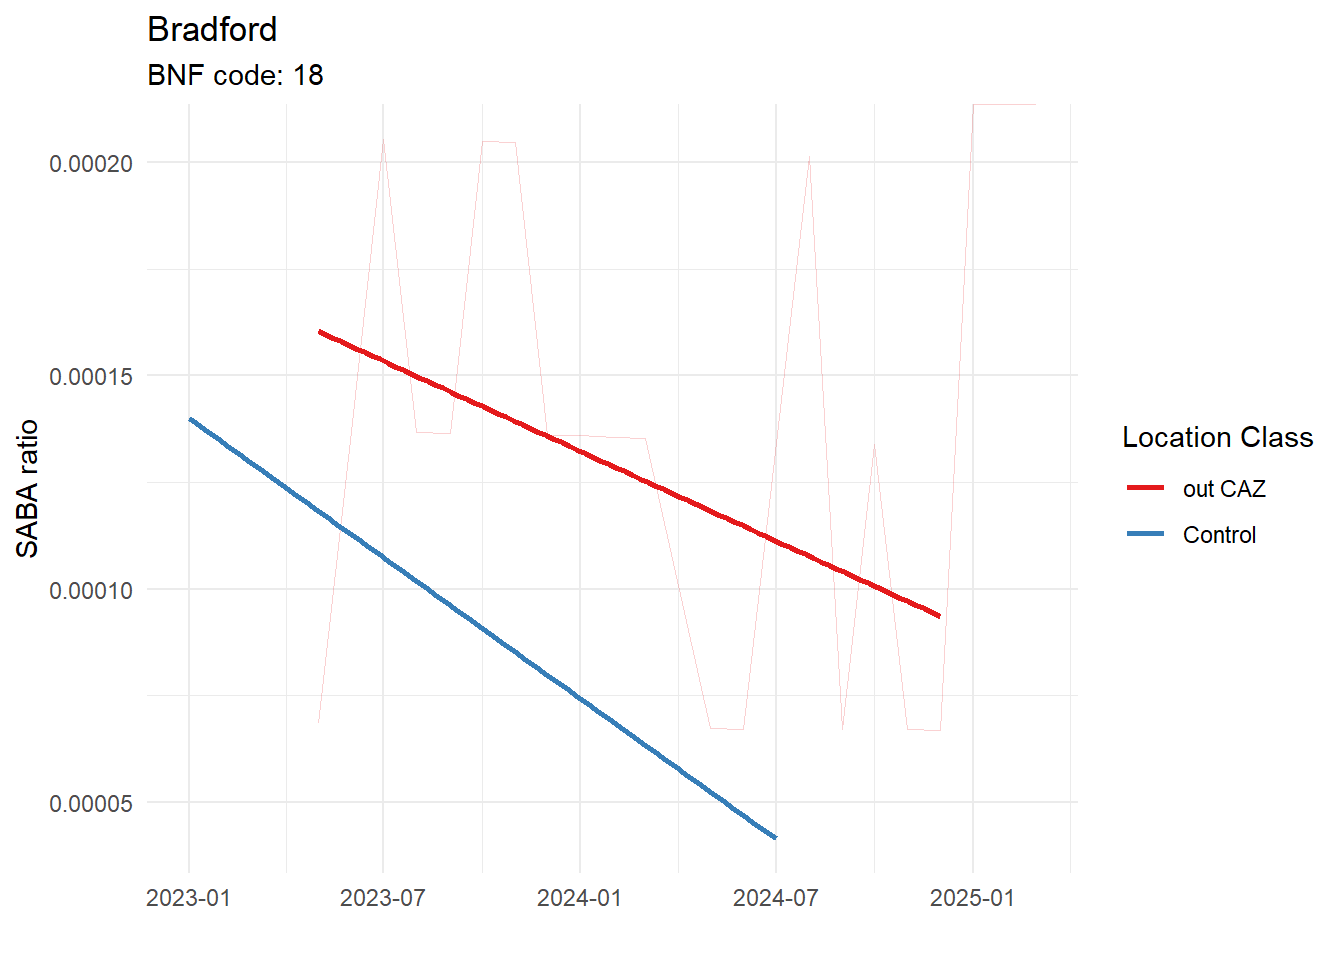 Bradford
BNF code: 18
0.00020
0.00015
0.00010
0.00005
SABA ratio
2023-01 2023-07 2024-01 2024-07 2025-01
Location Class
out CAZ
Control